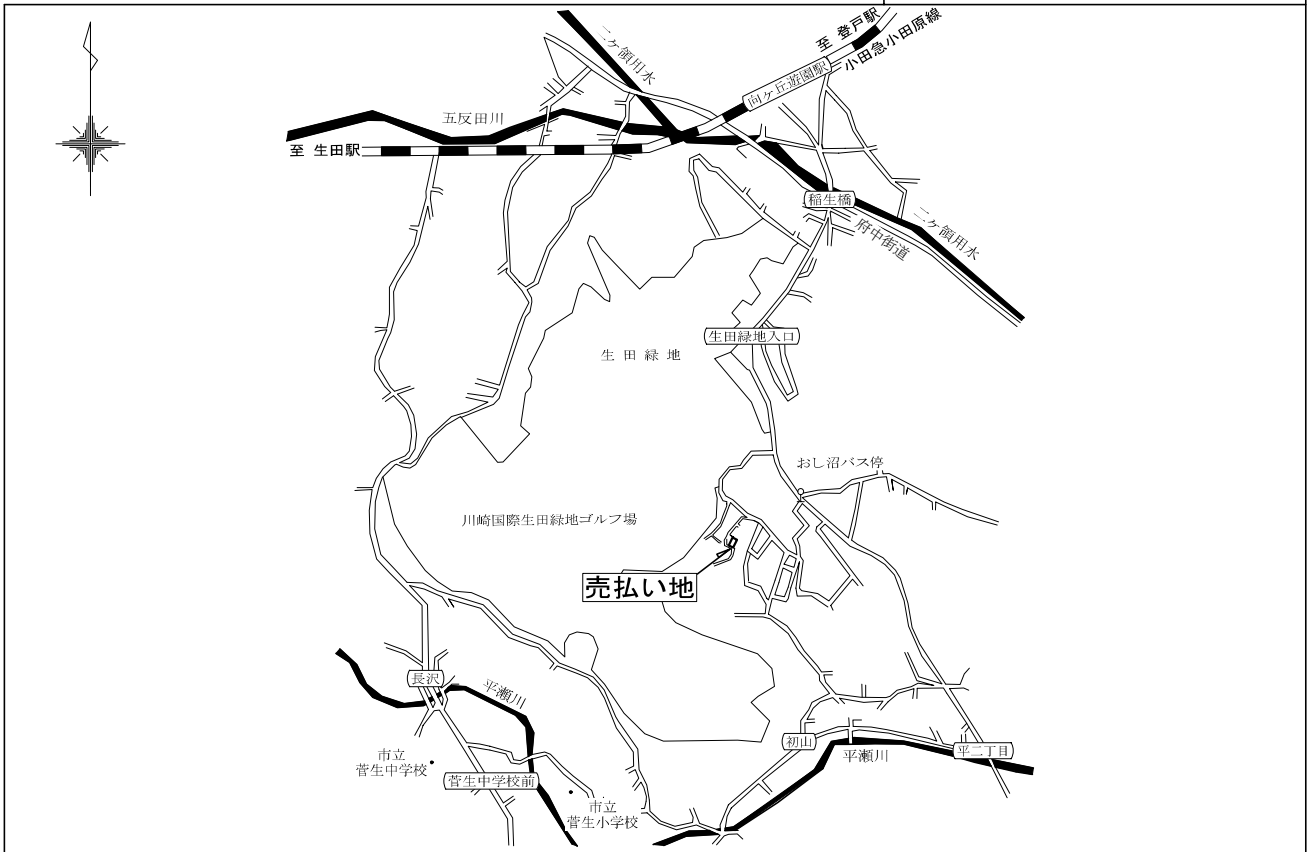 至 登戸駅
小田急小田原線
二ヶ領用水
向ヶ丘遊園駅
五反田川
至 生田駅
稲生橋
二ヶ領用水
府中街道
生田緑地入口
生 田 緑 地
おし沼バス停
川崎国際生田緑地ゴルフ場
売払い地
長沢
平瀬川
初山
平二丁目
平瀬川
市立
菅生中学校
菅生中学校前
市立
菅生小学校